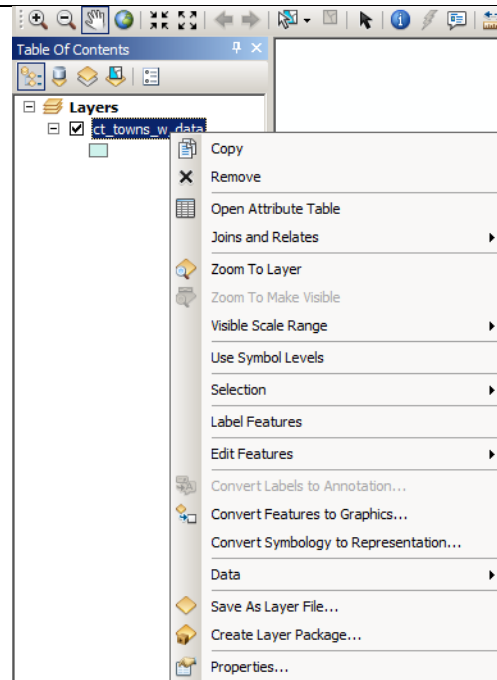 Table Of Contents
Layers
ct_towns_w_data
Copy
Remove
Open Attribute Table
Joins and Relates
Zoom To Layer
Zoom To Make Visible
Visible Scale Range
Use Symbol Levels
Selection
Label Features
Edit Features
Convert Labels to Annotation...
Convert Features to Graphics...
Convert Symbology to Representation...
Data
Save As Layer File...
Create Layer Package...
Properties...